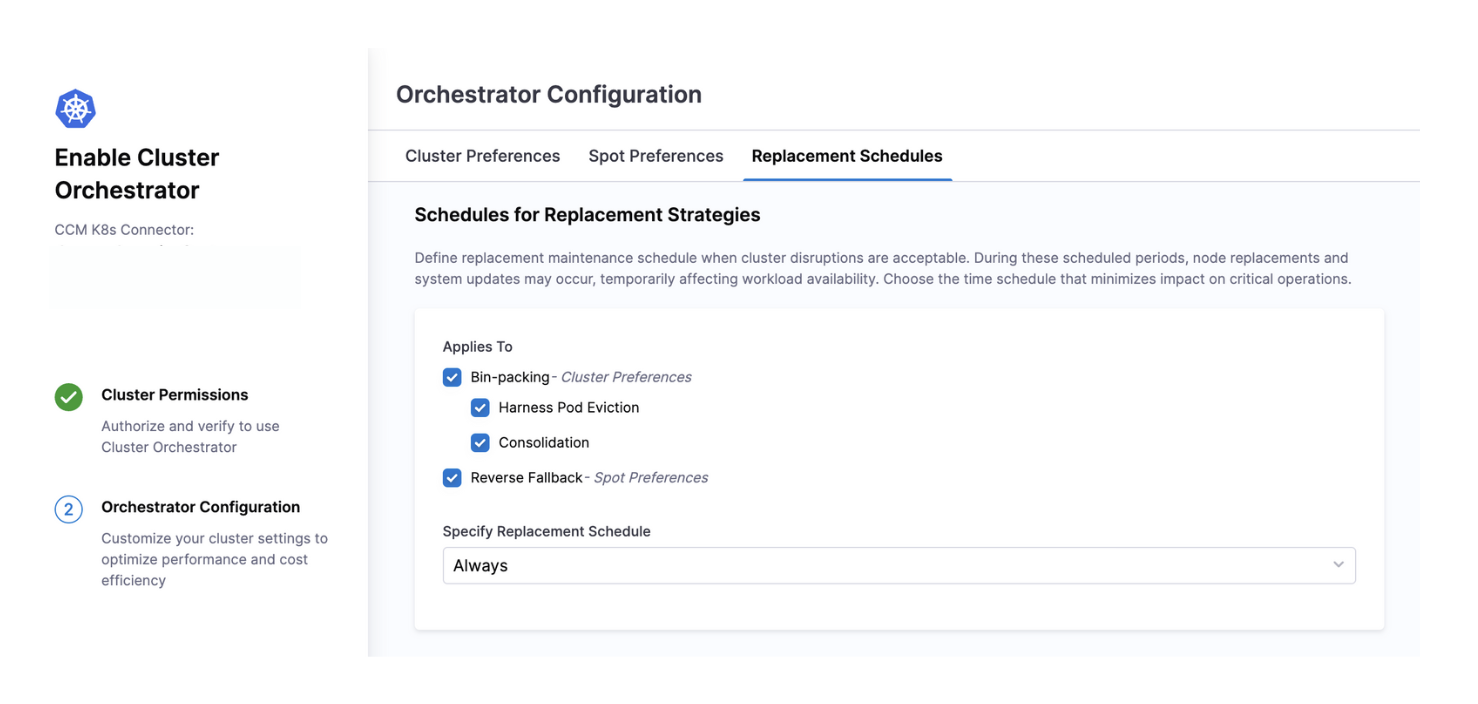 Enable Cluster
Orchestrator
CCM K8s Connector:
Cluster Permissions
Authorize and verify to use
Cluster Orchestrator
2
Orchestrator Configuration
Customize your cluster settings to
optimize performance and cost
efficiency
Orchestrator Configuration
Cluster Preferences Spot Preferences Replacement Schedules
Schedules for Replacement Strategies
Define replacement maintenance schedule when cluster disruptions are acceptable. During these scheduled periods, node replacements and
system updates may occur, temporarily affecting workload availability. Choose the time schedule that minimizes impact on critical operations.
Applies To
Bin-packing - Cluster Preferences
Harness Pod Eviction
Consolidation
Reverse Fallback - Spot Preferences
Specify Replacement Schedule
Always